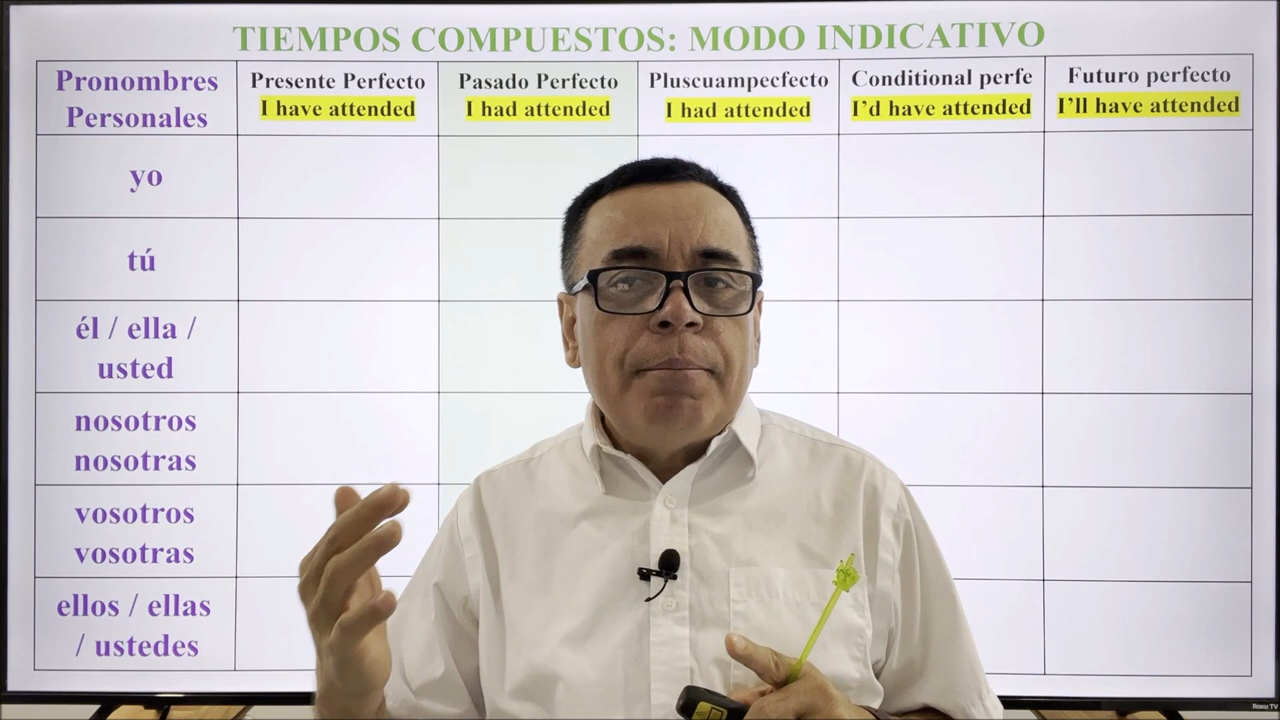 TIEMPOS COMPUESTOS: MODO INDICATIVO
Pronombres
Personales
Presente Perfecto
I have attended
Pasado Perfecto
I had attended
Pluscuampecfecto
I had attended
Conditional perfe
I'd have attended
Futuro perfecto
I'll have attended
yo
tú
él / ella /
usted
nosotros
nosotras
vosotros
vosotras
ellos / ellas
/ ustedes
Roku TV